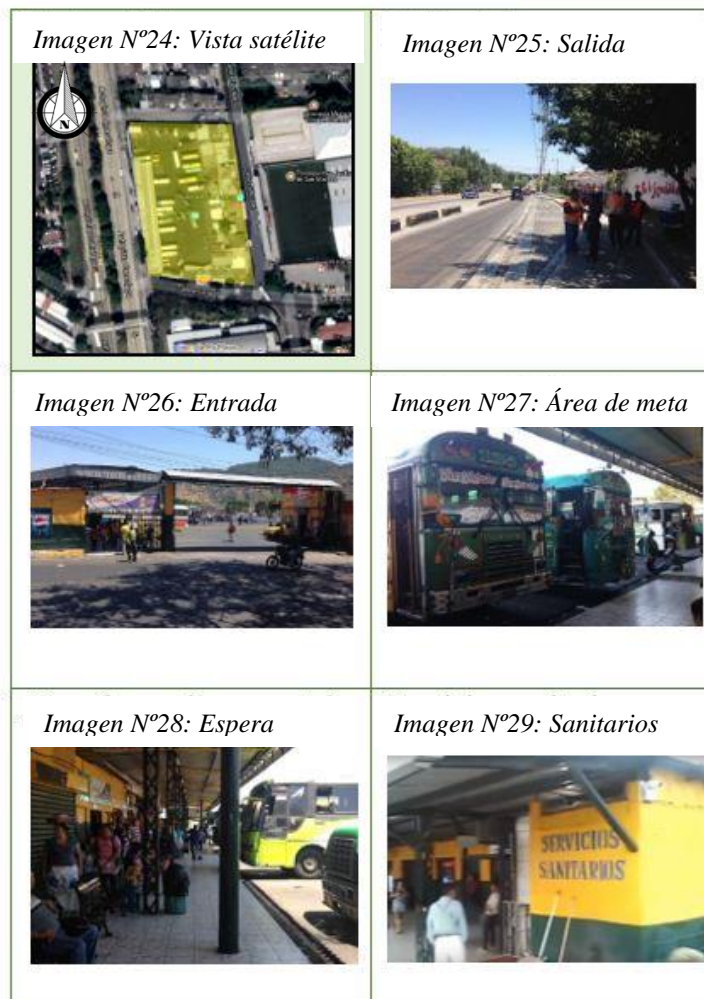 Imagen Nº24: Vista satélite
Imagen Nº25: Salida
N
Imagen Nº26: Entrada
Imagen Nº27: Área de meta
Imagen Nº28: Espera
Imagen Nº29: Sanitarios
SERVICIOS
SANITARIOS